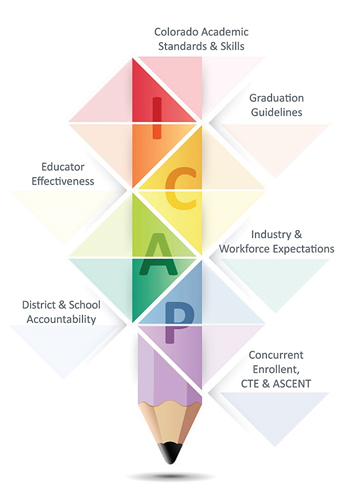 Colorado Academic
Standards & Skills
Graduation
Guidelines
I
Educator
Effectiveness
C
Industry &
Workforce Expectations
A
District & School
Accountability
P
Concurrent
Enrollent,
CTE & ASCENT